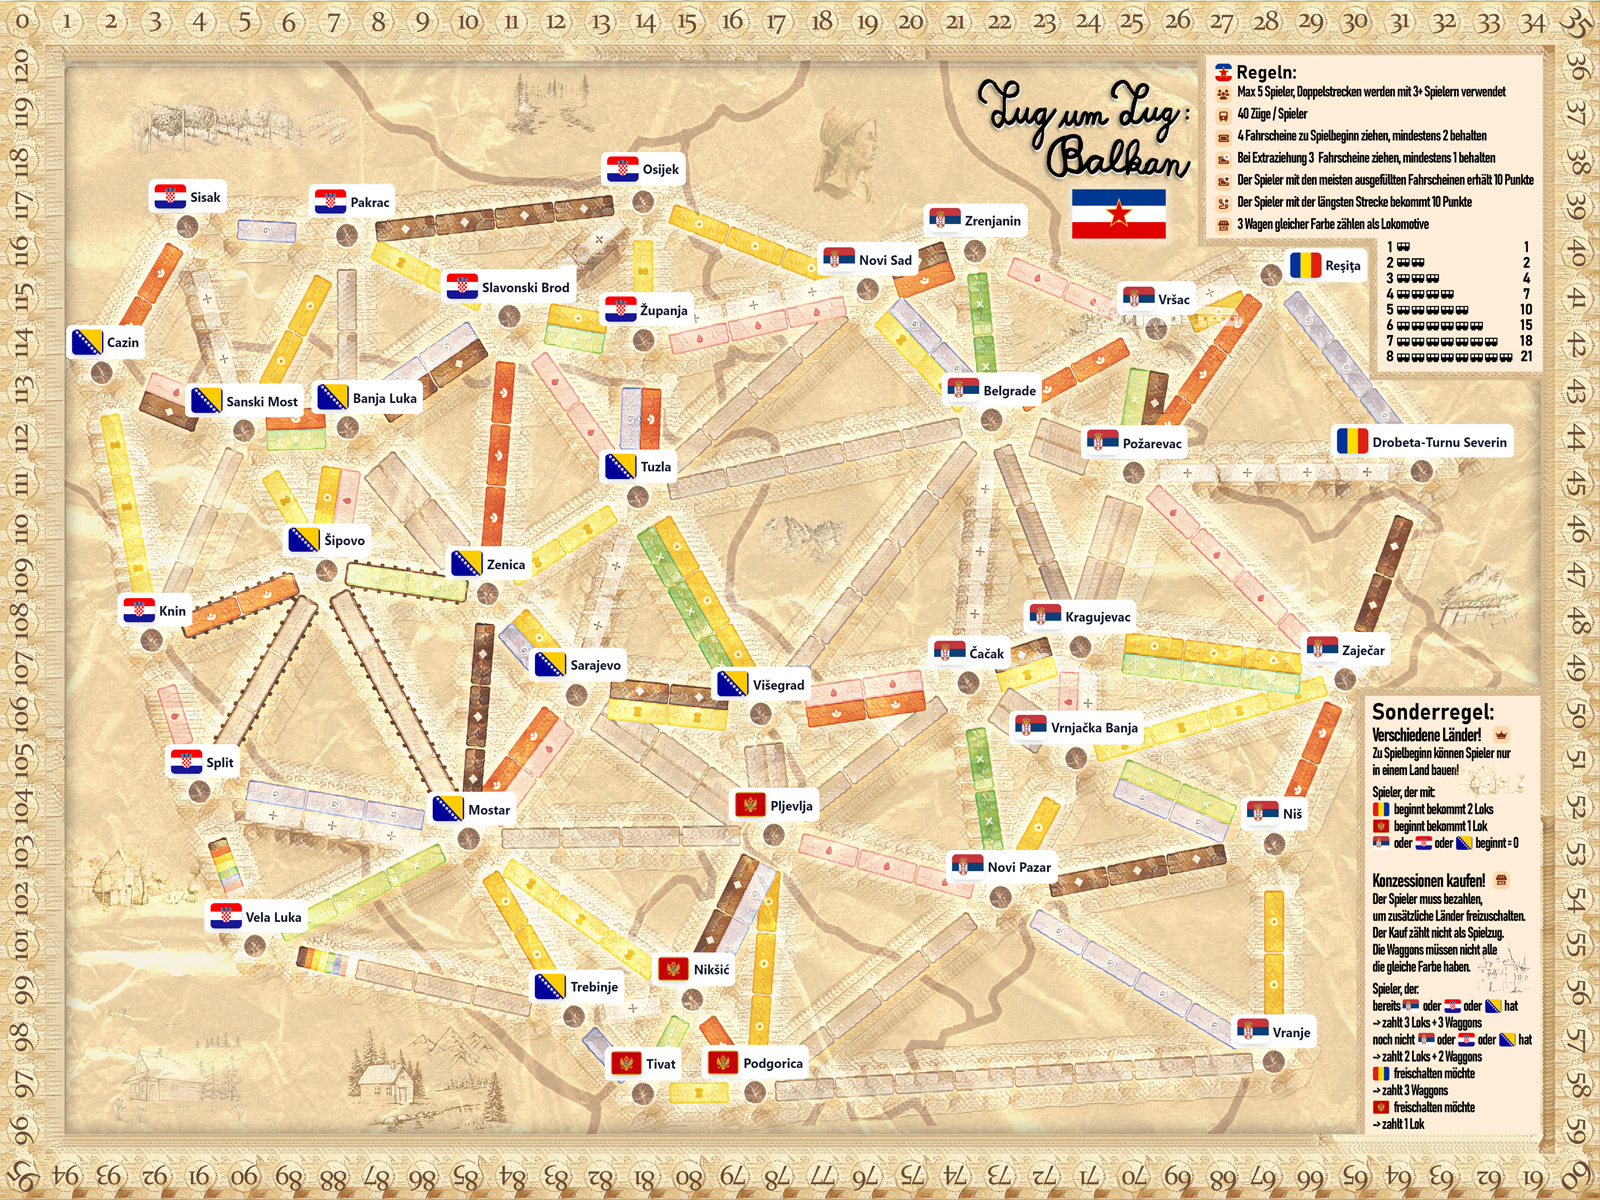 0 1 2 3 4 5 6 7 8 9 10 11 12 13 14 15 16 17 18 19 20 21 22 23 24 25 26 27 28 29 30 31 32 33 34 35
120
119
118
117
116
115
114
113
112
111
110
109
108
107
106
105
104
103
102
101
100
99
98
97
96
36
37
38
39
40
41
42
43
44
45
46
47
48
49
50
51
52
53
54
55
56
57
58
59
Zug um Zug:
Balkan
Regeln:
Max 5 Spieler, Doppelstrecken werden mit 3+ Spielern verwendet
40 Züge / Spieler
4 Fahrscheine zu Spielbeginn ziehen, mindestens 2 behalten
Bei Extraziehung 3 Fahrscheine ziehen, mindestens 1 behalten
Der Spieler mit den meisten ausgefüllten Fahrscheinen erhält 10 Punkte
Der Spieler mit der längsten Strecke bekommt 10 Punkte
3 Wagen gleicher Farbe zählen als Lokomotive
1 1
2 2
3 4
4 7
5 10
6 15
7 18
8 21
Osijek
Sisak
Pakrac
Zrenjanin
Novi Sad
Reşiţa
Slavonski Brod
Vršac
Županja
Cazin
Belgrade
Sanski Most
Banja Luka
Požarevac
Drobeta-Turnu Severin
Tuzla
Šipovo
Zenica
Knin
Kragujevac
Zaječar
Čačak
Sarajevo
Višegrad
Vrnjačka Banja
Split
Pljevlja
Mostar
Niš
Novi Pazar
Vela Luka
Nikšić
Trebinje
Vranje
Tivat
Podgorica
Sonderregel:
Verschiedene Länder!
Zu Spielbeginn können Spieler nur
in einem Land bauen!
Spieler, der mit:
beginnt bekommt 2 Loks
beginnt bekommt 1 Lok
oder oder beginnt = 0
Konzessionen kaufen!
Der Spieler muss bezahlen,
um zusätzliche Länder freizuschalten.
Der Kauf zählt nicht als Spielzug.
Die Waggons müssen nicht alle
die gleiche Farbe haben.
Spieler, der:
bereits oder oder hat
-> zahlt 3 Loks + 3 Waggons
noch nicht oder oder hat
-> zahlt 2 Loks + 2 Waggons
freischalten möchte
-> zahlt 3 Waggons
freischalten möchte
-> zahlt 1 Lok
95 94 93 92 91 90 89 88 87 86 85 84 83 82 81 80 79 78 77 76 75 74 73 72 71 70 69 68 67 66 65 64 63 62 61 60